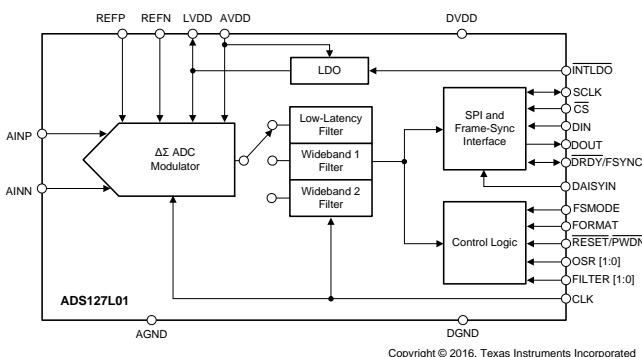 REFP REFN LVDD AVDD DVDD
LDO
INTLDO
SCLK
CS
DIN
DOUT
DRDY/FSYNC
DAISYIN
SPI and
Frame-Sync
Interface
Low-Latency
Filter
Wideband 1
Filter
Wideband 2
Filter
AINP
AINN
ΔΣ ADC
Modulator
Control Logic
FSMODE
FORMAT
RESET/PWDN
OSR [1:0]
FILTER [1:0]
CLK
ADS127L01
AGND DGND
Copyright © 2016, Texas Instruments Incorporated